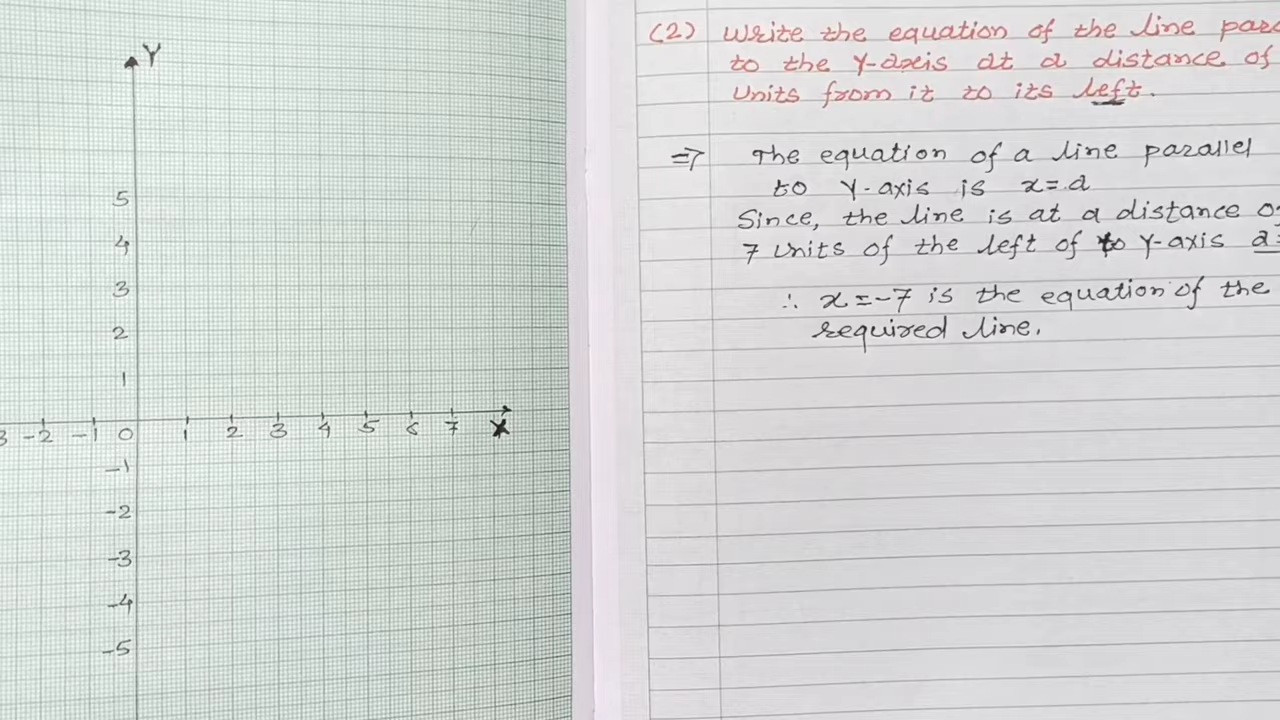 Y
5
4
3
2
1
-2 -1 0 1 2 3 4 5 6 7 X
-1
-2
-3
-4
-5
(2) Write the equation of the line
to the Y-axis at a distance of
Units from it to its left.
⇒ The equation of a line parallel
to Y-axis is x=a
Since, the line is at a distance
7 Units of the left of to Y-axis a=
∴ x=-7 is the equation of the
required line.